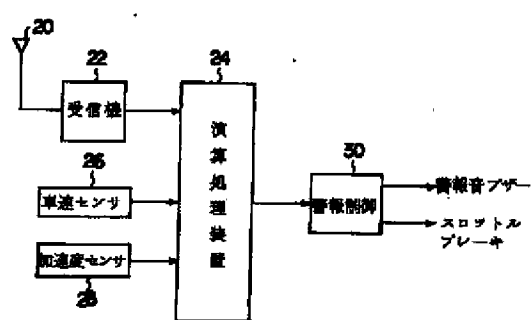 20
22
受信機
24
演算処理装置
26
車速センサ
加速度センサ
28
30
警報制御
警報音ブザー
スロットル
ブレーキ